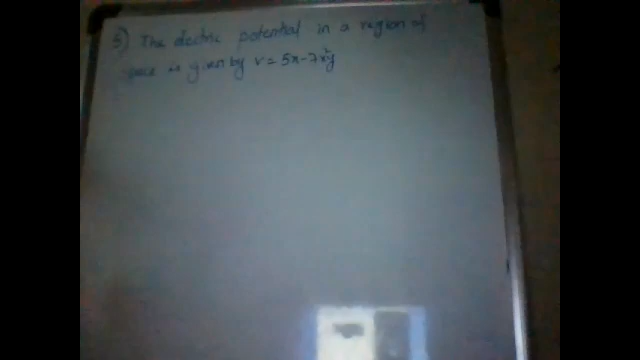 5) The electric potential in a region of
space is given by V = 5x - 7x²y